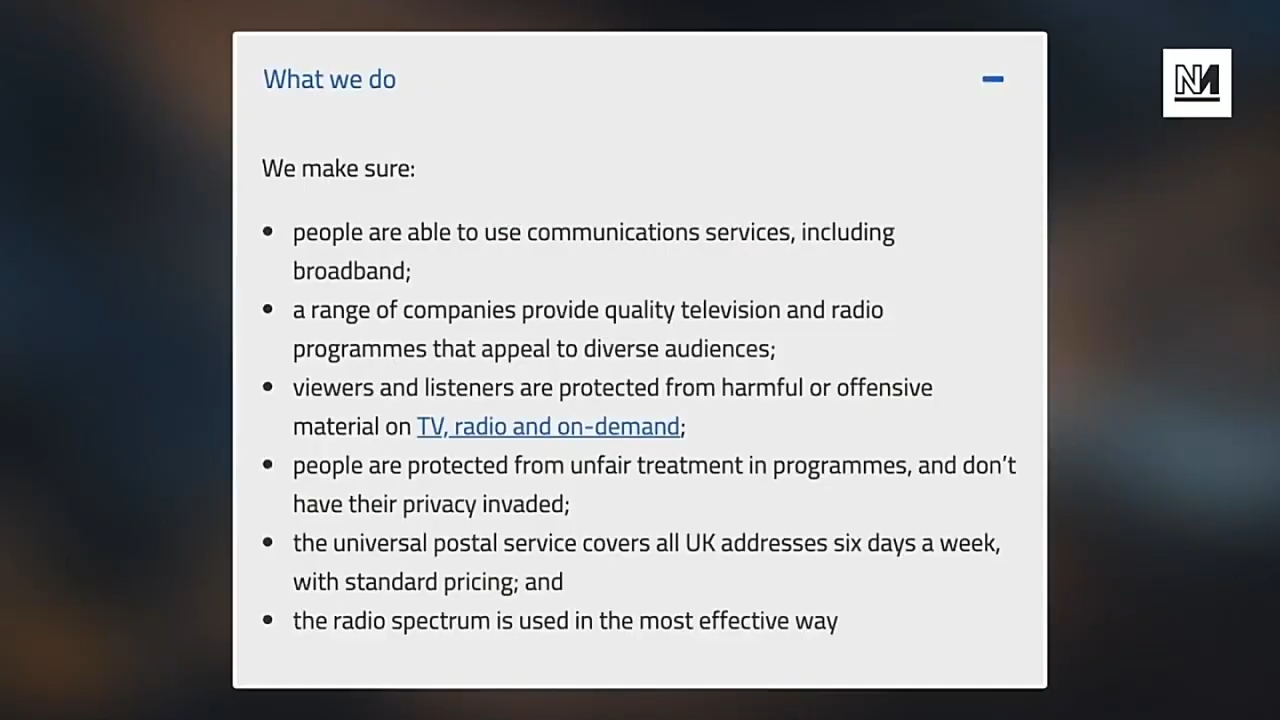 What we do
We make sure:
people are able to use communications services, including
broadband;
a range of companies provide quality television and radio
programmes that appeal to diverse audiences;
viewers and listeners are protected from harmful or offensive
material on TV, radio and on-demand;
people are protected from unfair treatment in programmes, and don’t
have their privacy invaded;
the universal postal service covers all UK addresses six days a week,
with standard pricing; and
the radio spectrum is used in the most effective way
NM